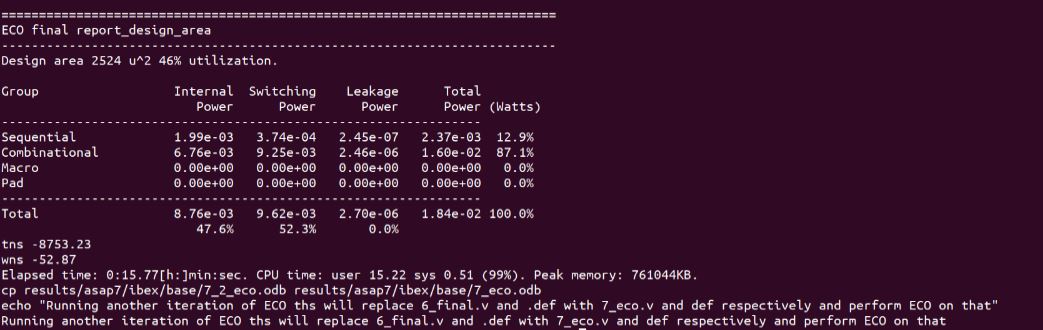 ===========================================================================
ECO final report_design_area
---------------------------------------------------------------------------
Design area 2524 u^2 46% utilization.
Group Internal Switching Leakage Total
Power Power Power Power (Watts)
----------------------------------------------------------------
Sequential 1.99e-03 3.74e-04 2.45e-07 2.37e-03 12.9%
Combinational 6.76e-03 9.25e-03 2.46e-06 1.60e-02 87.1%
Macro 0.00e+00 0.00e+00 0.00e+00 0.00e+00 0.0%
Pad 0.00e+00 0.00e+00 0.00e+00 0.00e+00 0.0%
----------------------------------------------------------------
Total 8.76e-03 9.62e-03 2.70e-06 1.84e-02 100.0%
47.6% 52.3% 0.0%
tns -8753.23
wns -52.87
Elapsed time: 0:15.77[h:]min:sec. CPU time: user 15.22 sys 0.51 (99%). Peak memory: 761044KB.
cp results/asap7/ibex/base/7_2_eco.odb results/asap7/ibex/base/7_eco.odb
echo "Running another iteration of ECO ths will replace 6_final.v and .def with 7_eco.v and def respectively and perform ECO on that"
Running another iteration of ECO ths will replace 6_final.v and .def with 7_eco.v and def respectively and perform ECO on that